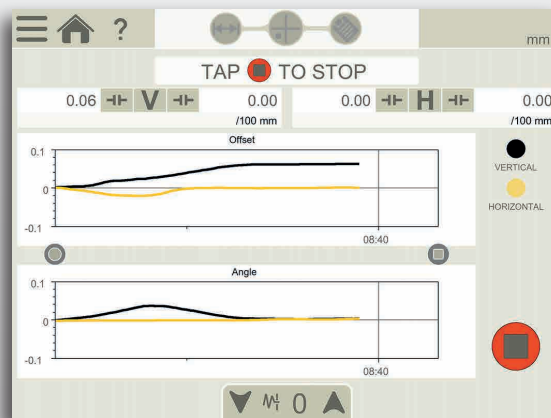 ?
mm
TAP TO STOP
0.06 V 0.00 0.00 H 0.00
/100 mm /100 mm
Offset
0.1
0
-0.1
08:40
VERTICAL
HORIZONTAL
Angle
0.1
0
-0.1
08:40
0